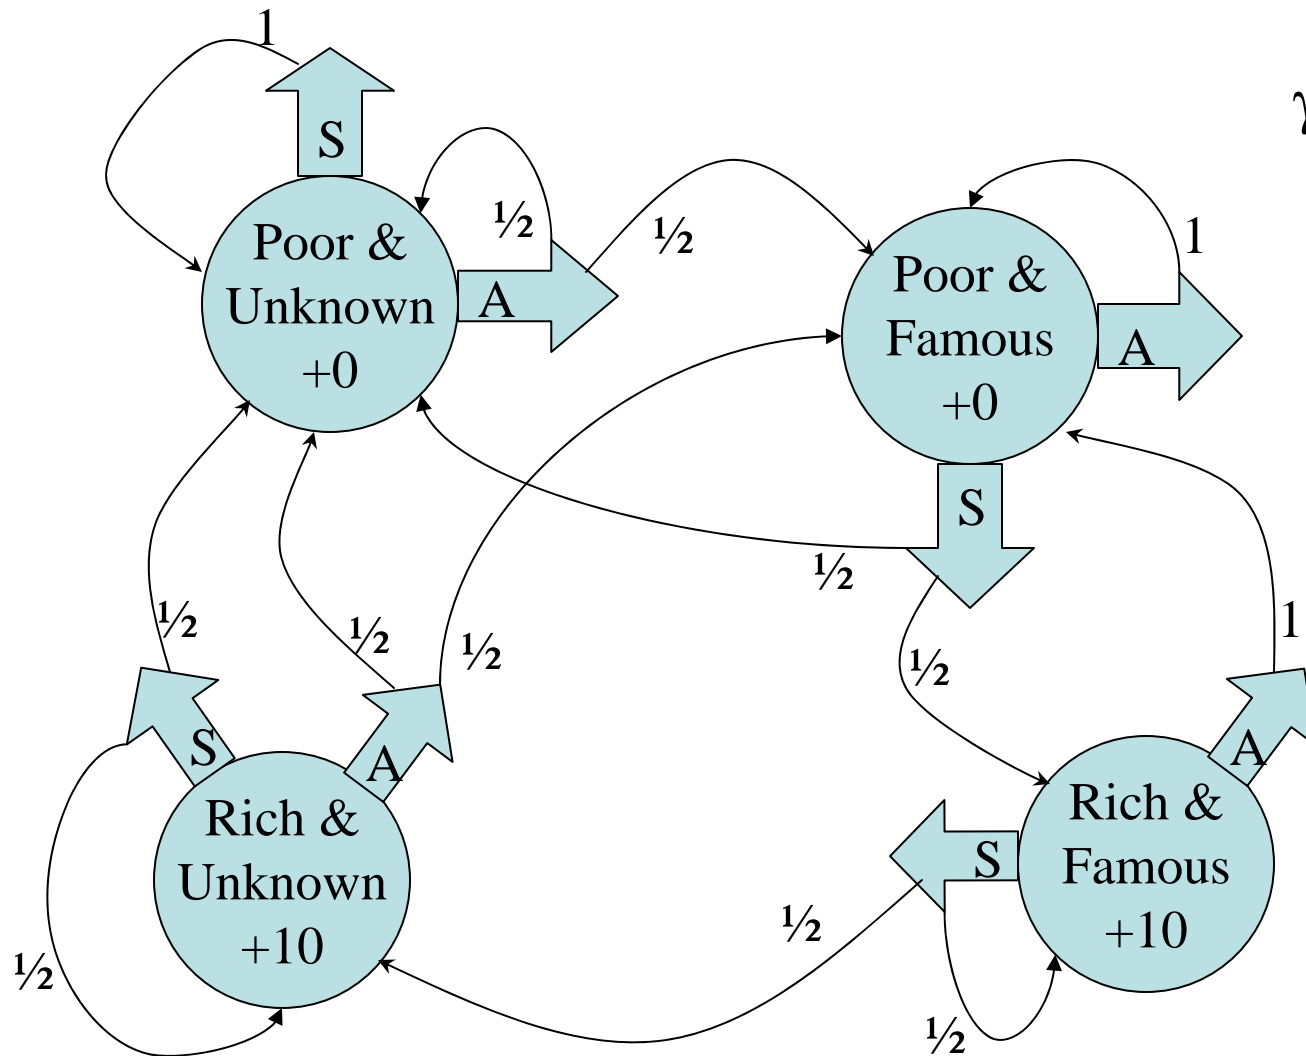 1
γ
S
½
½
1
Poor &
Unknown
+0
A
Poor &
Famous
+0
A
S
½
½
½
½
½
1
S
A
Rich &
Unknown
+10
A
S
Rich &
Famous
+10
½
½
½